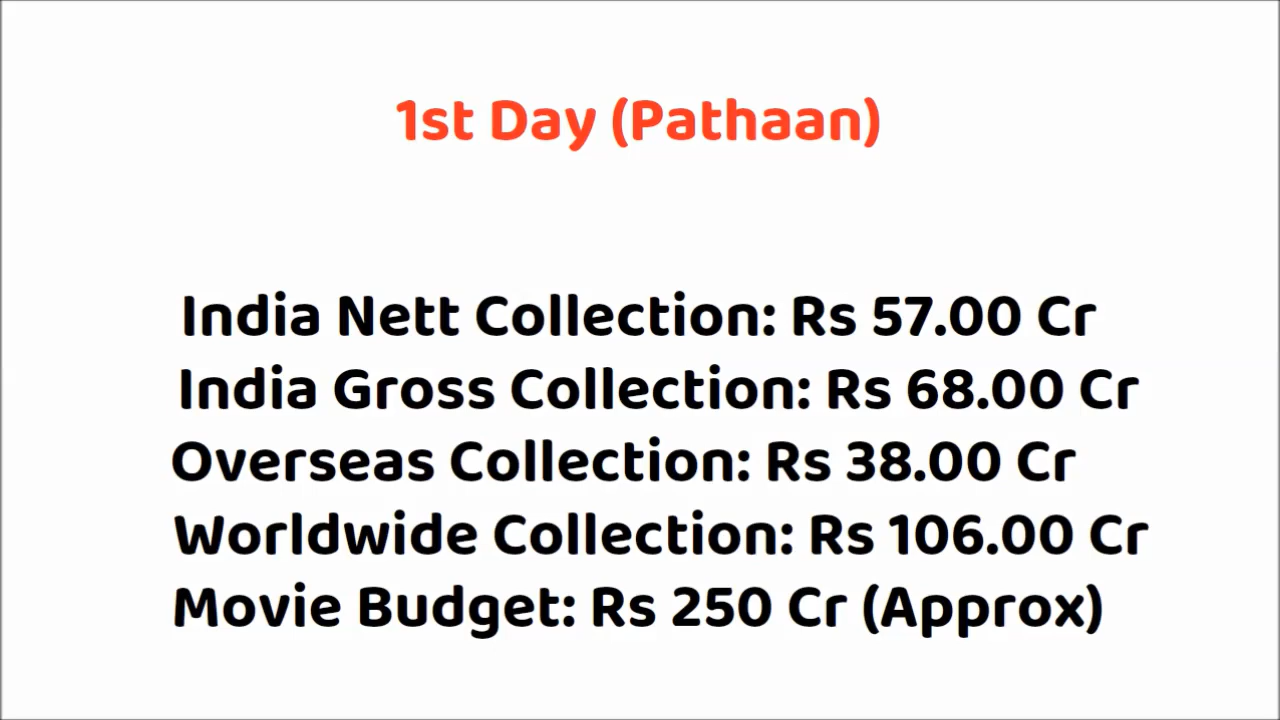 1st Day (Pathaan)
India Nett Collection: Rs 57.00 Cr
India Gross Collection: Rs 68.00 Cr
Overseas Collection: Rs 38.00 Cr
Worldwide Collection: Rs 106.00 Cr
Movie Budget: Rs 250 Cr (Approx)